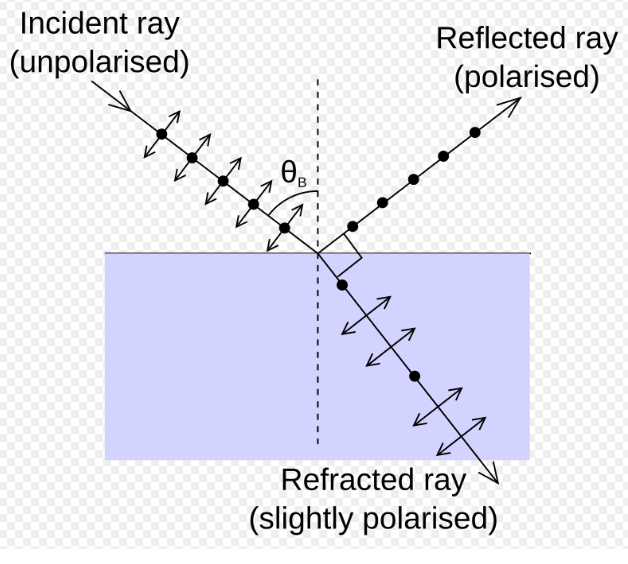 Incident ray
(unpolarised)
Reflected ray
(polarised)
θB
Refracted ray
(slightly polarised)